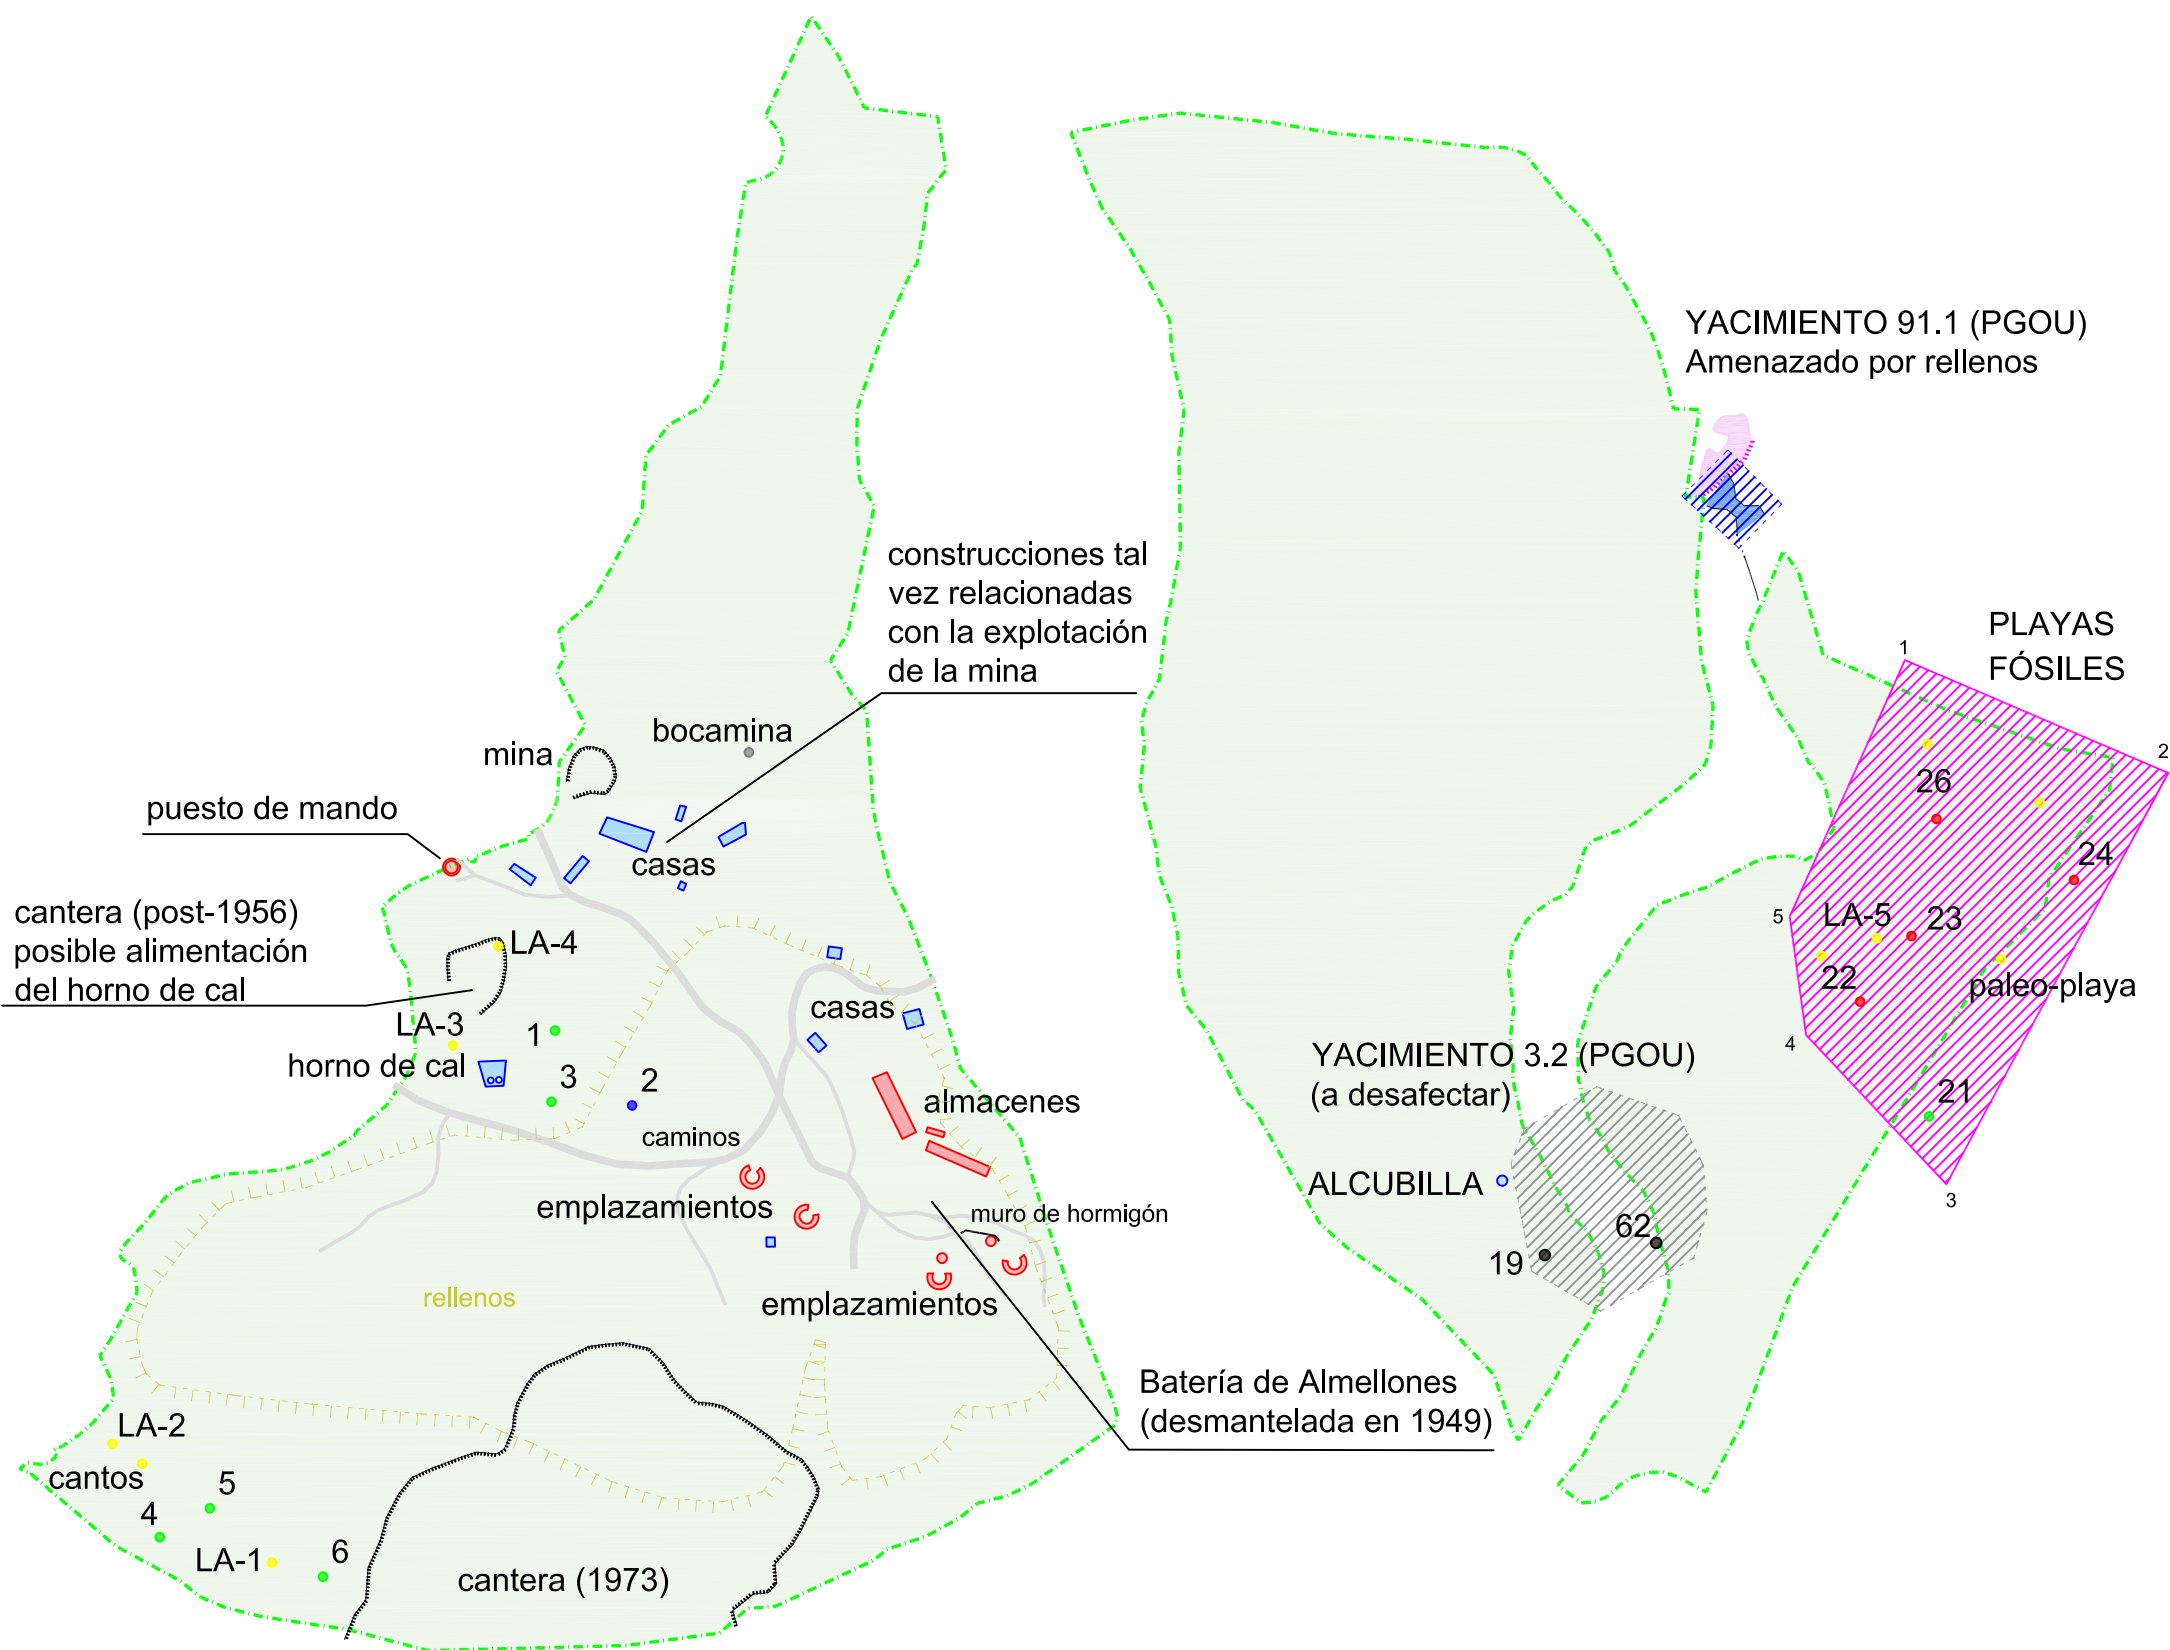 YACIMIENTO 91.1 (PGOU)
Amenazado por rellenos
construcciones tal
vez relacionadas
con la explotación
de la mina
PLAYAS
FÓSILES
1
2
bocamina
mina
26
puesto de mando
casas
24
cantera (post-1956)
posible alimentación
del horno de cal
LA-4
5
LA-5
23
22
paleo-playa
casas
LA-3
1
horno de cal
4
YACIMIENTO 3.2 (PGOU)
(a desafectar)
3
2
almacenes
21
caminos
ALCUBILLA
3
emplazamientos
muro de hormigón
62
19
rellenos
emplazamientos
Batería de Almellones
(desmantelada en 1949)
LA-2
cantos
5
4
LA-1
6
cantera (1973)